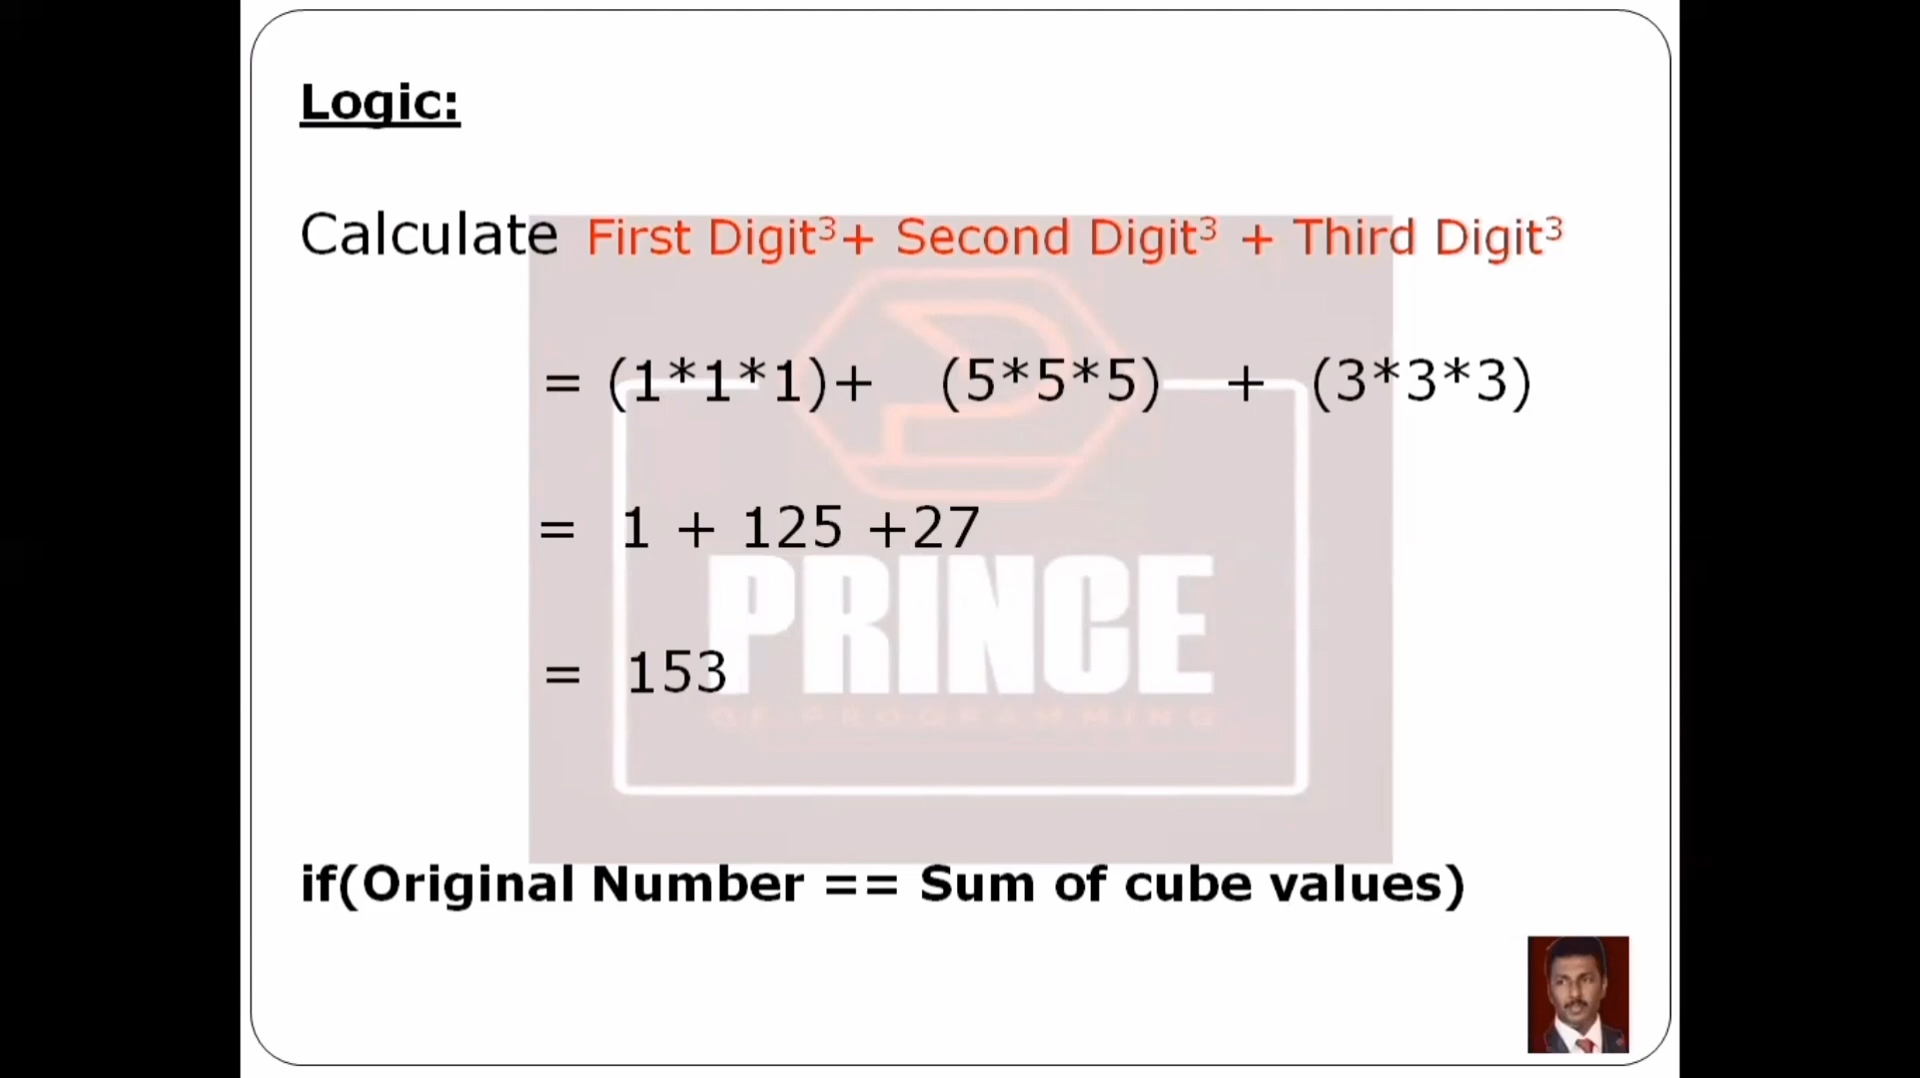 Logic:
Calculate First Digit³+ Second Digit³ + Third Digit³
= (1*1*1)+ (5*5*5) + (3*3*3)
= 1 + 125 +27
= 153
PRINCE
OF PROGRAMMING
if(Original Number == Sum of cube values)